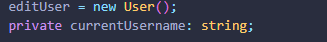 editUser = new User();
private currentUsername: string;